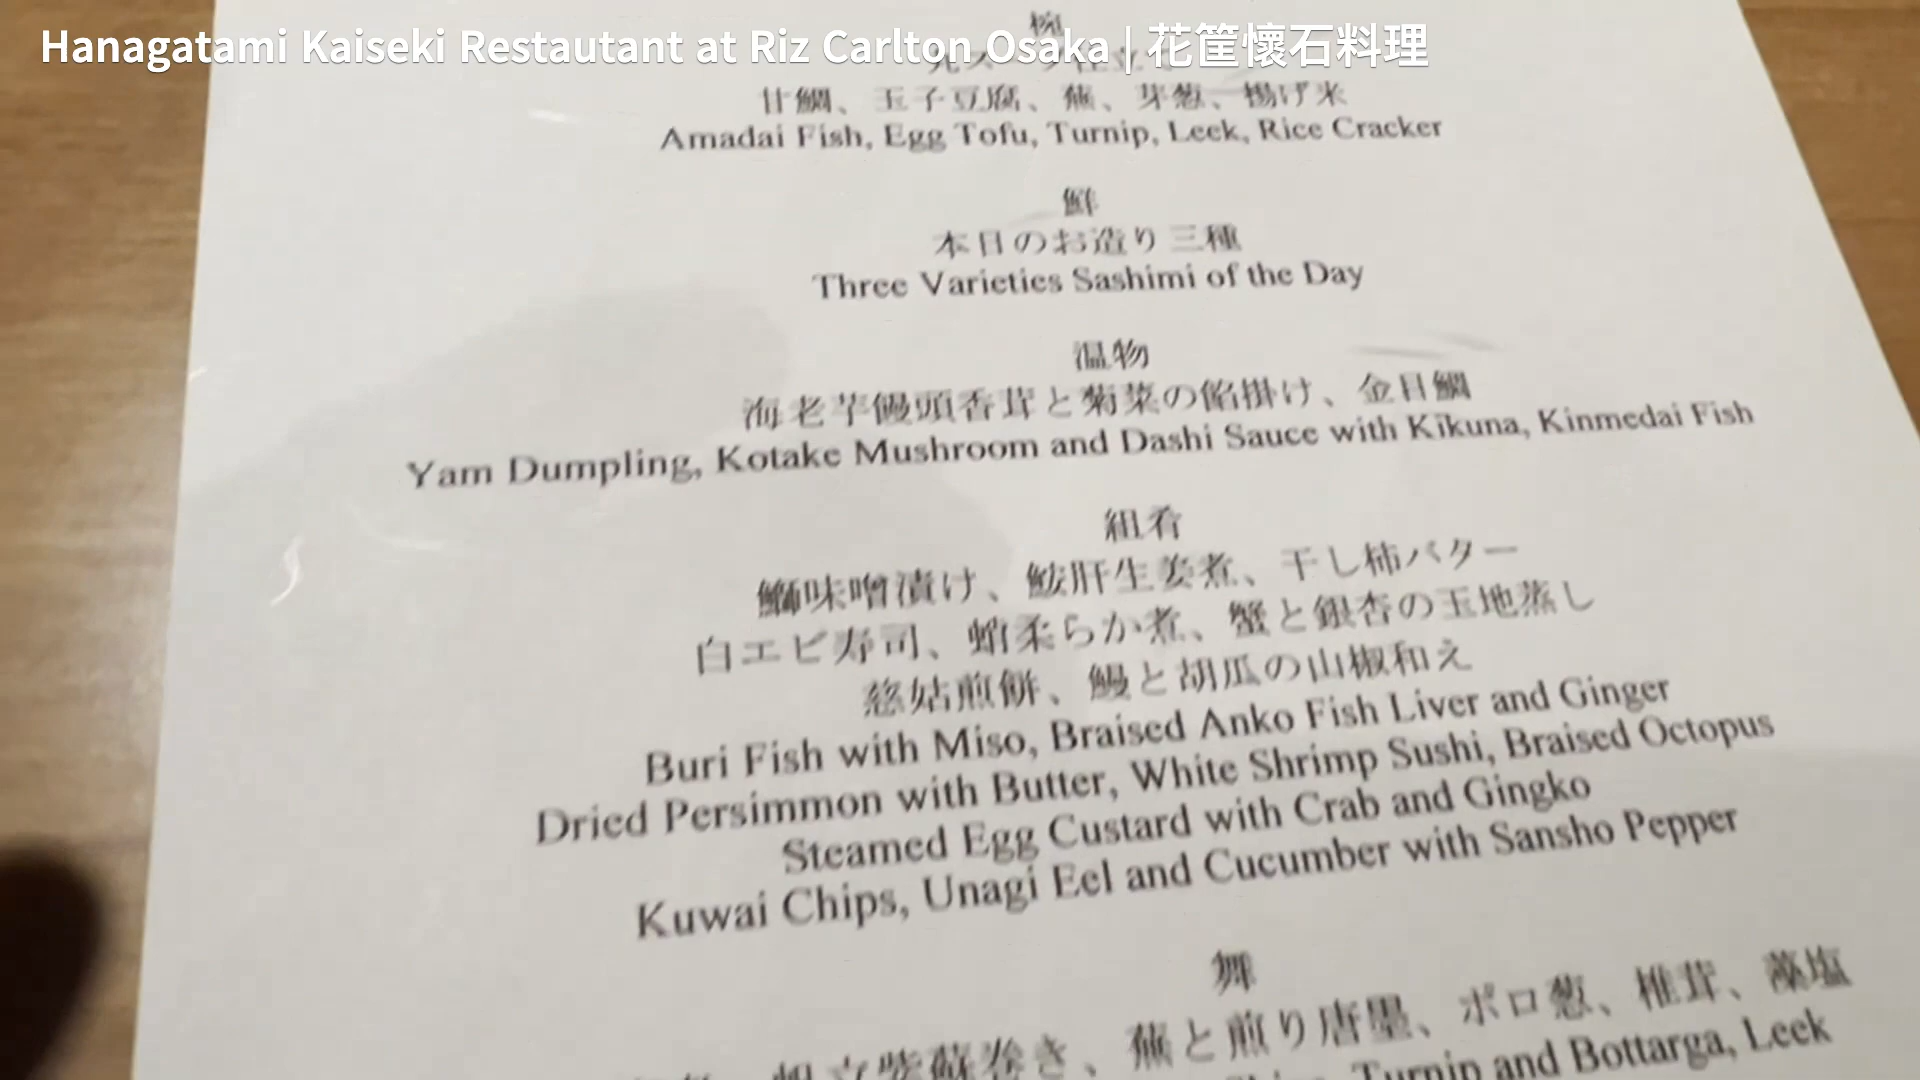 Hanagatami Kaiseki Restautant at Riz Carlton Osaka | 花筐懷石料理
椀
甘鯛、玉子豆腐、蕪、芽葱、揚げ米
Amadai Fish, Egg Tofu, Turnip, Leek, Rice Cracker
鮮
本日のお造り 三種
Three Varieties Sashimi of the Day
温物
海老芋饅頭香茸と菊菜の餡掛け、金目鯛
Yam Dumpling, Kotake Mushroom and Dashi Sauce with Kikuna, Kinmedai Fish
組肴
鰤味噌漬け、鮟肝生姜煮、干し柿バター
白エビ寿司、蛸柔らか煮、蟹と銀杏の玉地蒸し
慈姑煎餅、鰻と胡瓜の山椒和え
Buri Fish with Miso, Braised Anko Fish Liver and Ginger
Dried Persimmon with Butter, White Shrimp Sushi, Braised Octopus
Steamed Egg Custard with Crab and Gingko
Kuwai Chips, Unagi Eel and Cucumber with Sansho Pepper
舞
帆立紫蘇巻き、蕪と煎り唐墨、ポロ葱、椎茸、藻塩
Turnip and Bottarga, Leek